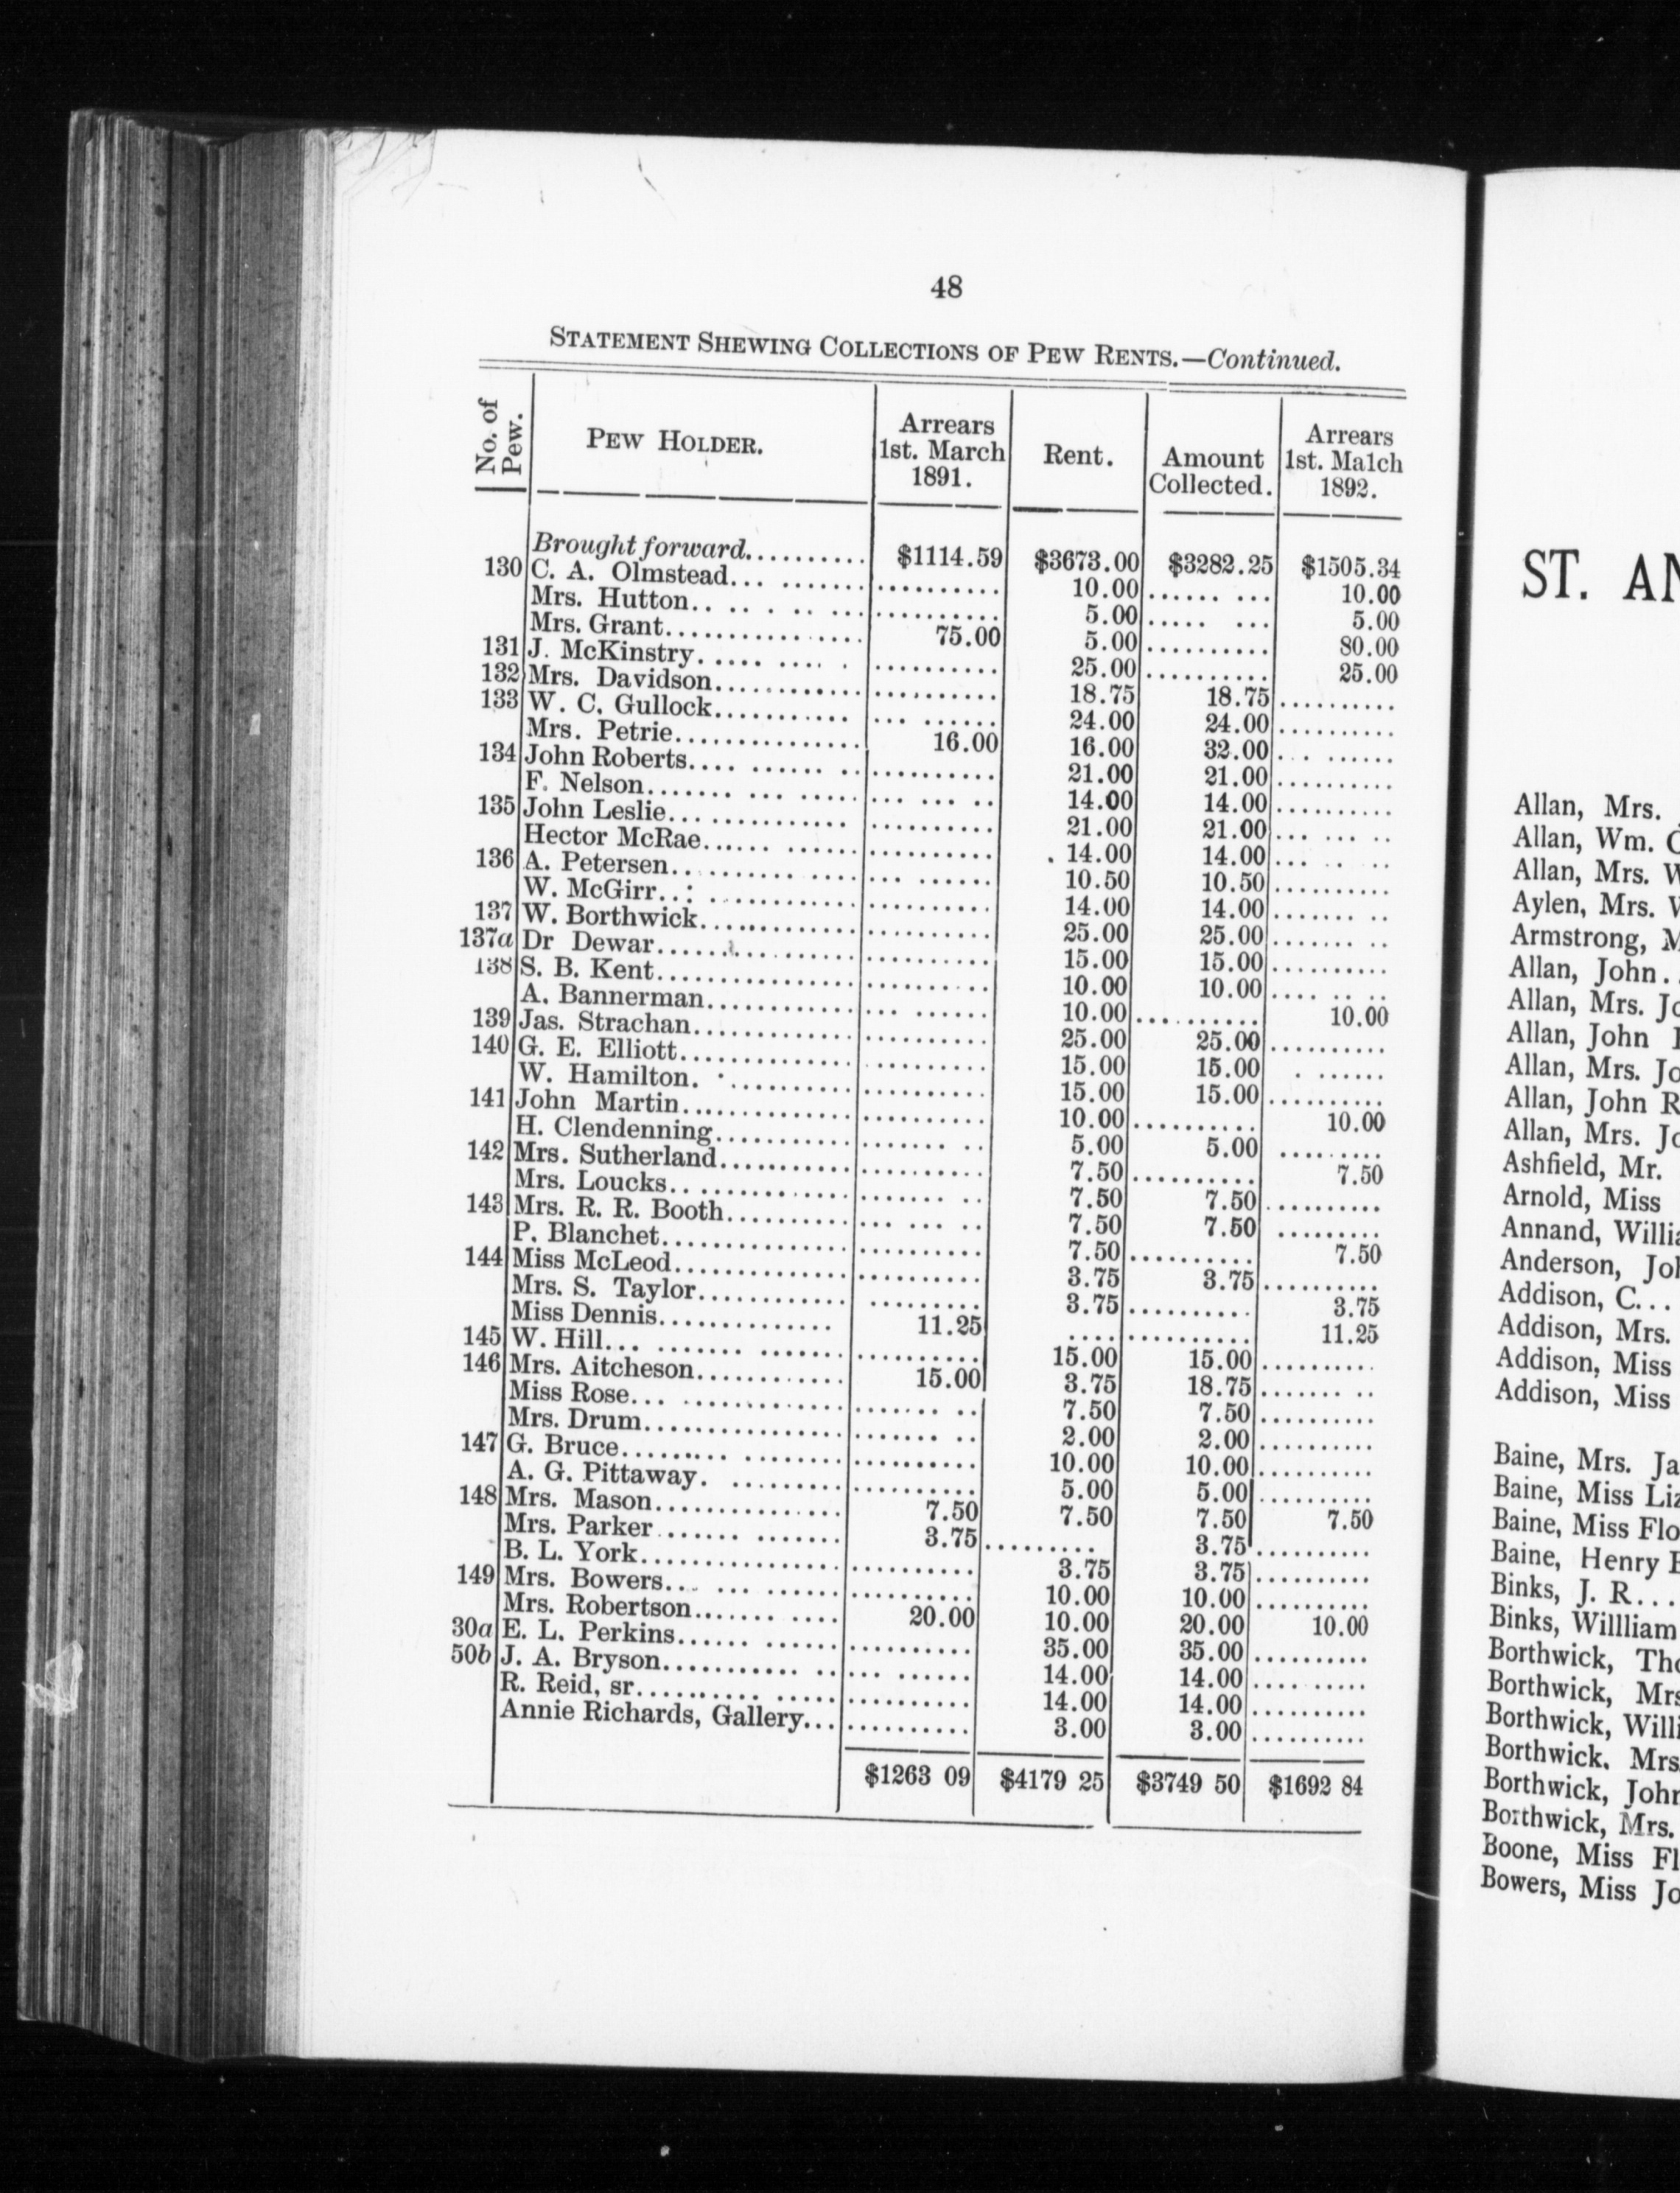 48
STATEMENT SHEWING COLLECTIONS OF PEW RENTS.—Continued.
No. of Pew. PEW HOLDER. Arrears 1st. March 1891. Rent. Amount Collected. Arrears 1st. Ma1ch 1892.
Brought forward.......... $1114.59 $3673.00 $3282.25 $1505.34
130 C. A. Olmstead... ....... .......... 10.00 ...... ... 10.00
Mrs. Hutton.. .. . .. ... .......... 5.00 ..... ... 5.00
Mrs. Grant................ 75.00 5.00 .......... 80.00
131 J. McKinstry..... .... . .......... 25.00 .......... 25.00
132 Mrs. Davidson............. .......... 18.75 18.75 ..........
133 W. C. Gullock........... ... ...... 24.00 24.00 ..........
Mrs. Petrie............... 16.00 16.00 32.00 .. ......
134 John Roberts.... ...... .. .......... 21.00 21.00 ..........
F. Nelson....... ... ..... ... ... .. 14.00 14.00 ..........
135 John Leslie... ........... .......... 21.00 21.00 ... ... ..
Hector McRae...... ...... .......... 14.00 14.00 ... .. ..
136 A. Petersen.. ........... ... ...... 10.50 10.50 ..........
W. McGirr..: ............ .......... 14.00 14.00 ....... ..
137 W. Borthwick............. .......... 25.00 25.00 ....... ..
137a Dr Dewar................ .......... 15.00 15.00 ..........
138 S. B. Kent................ .......... 10.00 10.00 .... .. ..
A. Bannerman............ ... ...... 10.00 .......... 10.00
139 Jas. Strachan............. .......... 25.00 25.00 ..........
140 G. E. Elliott.............. .......... 15.00 15.00 . ......
W. Hamilton. ........... .......... 15.00 15.00 ..........
141 John Martin.............. .......... 10.00 .......... 10.00
H. Clendenning........... ....... .. 5.00 5.00 .........
142 Mrs. Sutherland........... .......... 7.50 .......... 7.50
Mrs. Loucks.. ............ ....... .. 7.50 7.50 ..........
143 Mrs. R. R. Booth.......... ... ... .. 7.50 7.50 .........
P. Blanchet............... .......... 7.50 .......... 7.50
144 Miss McLeod.............. .......... 3.75 3.75 ..........
Mrs. S. Taylor............ ......... 3.75 .......... 3.75
Miss Dennis.............. 11.25 .... .......... 11.25
145 W. Hill... ....... ....... .......... 15.00 15.00 ..........
146 Mrs. Aitcheson............ 15.00 3.75 18.75 ....... ..
Miss Rose... ............. ....... .. 7.50 7.50 ..........
Mrs. Drum................ ....... .. 2.00 2.00 ..........
147 G. Bruce......... ........ .......... 10.00 10.00 ..........
A. G. Pittaway. ......... .......... 5.00 5.00 ..........
148 Mrs. Mason............... 7.50 7.50 7.50 7.50
Mrs. Parker...... ....... 3.75 ......... 3.75 ..........
B. L. York................ .......... 3.75 3.75 ..........
149 Mrs. Bowers... ... ....... .......... 10.00 10.00 ..........
Mrs. Robertson....... .... 20.00 10.00 20.00 10.00
30a E. L. Perkins...... ...... .......... 35.00 35.00 ..........
50b J. A. Bryson........... .. ... ...... 14.00 14.00 ..........
R. Reid, sr.......... ..... .......... 14.00 14.00 ..........
Annie Richards, Gallery... .......... 3.00 3.00 ..........
$1263 09 $4179 25 $3749 50 $1692 84
ST. AN
Allan, Mrs.
Allan, Wm.
Allan, Mrs. W
Aylen, Mrs.
Armstrong,
Allan, John..
Allan, Mrs. Jo
Allan, John
Allan, Mrs. Jo
Allan, John R
Allan, Mrs. Jo
Ashfield, Mr.
Arnold, Miss
Annand, Willia
Anderson, Joh
Addison, C...
Addison, Mrs.
Addison, Miss
Addison, Miss
Baine, Mrs. Ja
Baine, Miss Liz
Baine, Miss Flo
Baine, Henry
Binks, J. R...
Binks, Willliam
Borthwick, Tho
Borthwick, Mrs
Borthwick, Willi
Borthwick. Mrs
Borthwick, John
Borthwick, Mrs.
Boone, Miss Fl
Bowers, Miss Jo